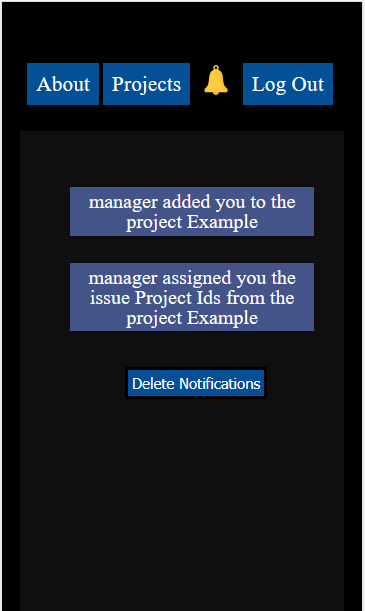 About Projects Log Out
manager added you to the
project Example
manager assigned you the
issue Project Ids from the
project Example
Delete Notifications